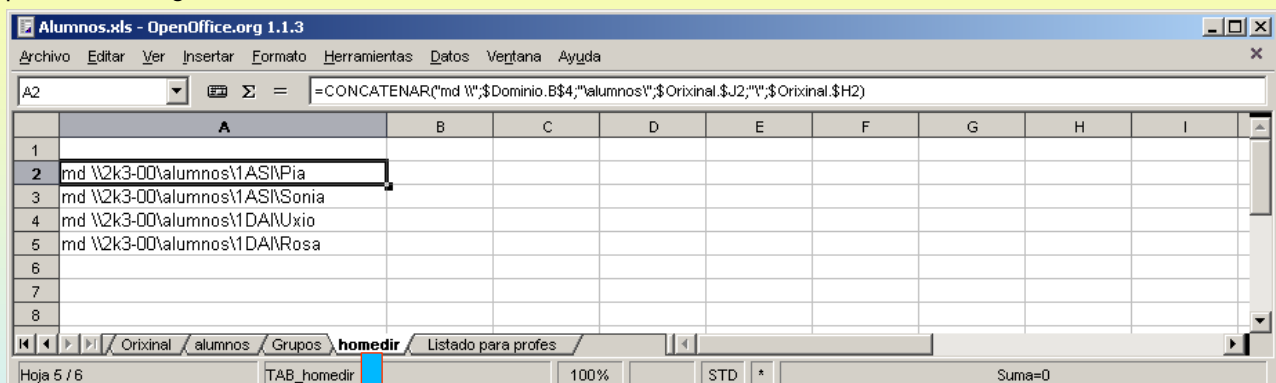 Alumnos.xls - OpenOffice.org 1.1.3
Archivo Editar Ver Insertar Formato Herramientas Datos Ventana Ayuda
A2 Σ = =CONCATENAR("md \\";$Dominio.B$4;"\alumnos\";$Orixinal.$J2;"\";$Orixinal.$H2)
A B C D E F G H I
1
2 md \\2k3-00\alumnos\1ASI\Pia
3 md \\2k3-00\alumnos\1ASI\Sonia
4 md \\2k3-00\alumnos\1DAI\Uxio
5 md \\2k3-00\alumnos\1DAI\Rosa
6
7
8
Orixinal alumnos Grupos homedir Listado para profes
Hoja 5 / 6 TAB_homedir 100% STD * Suma=0